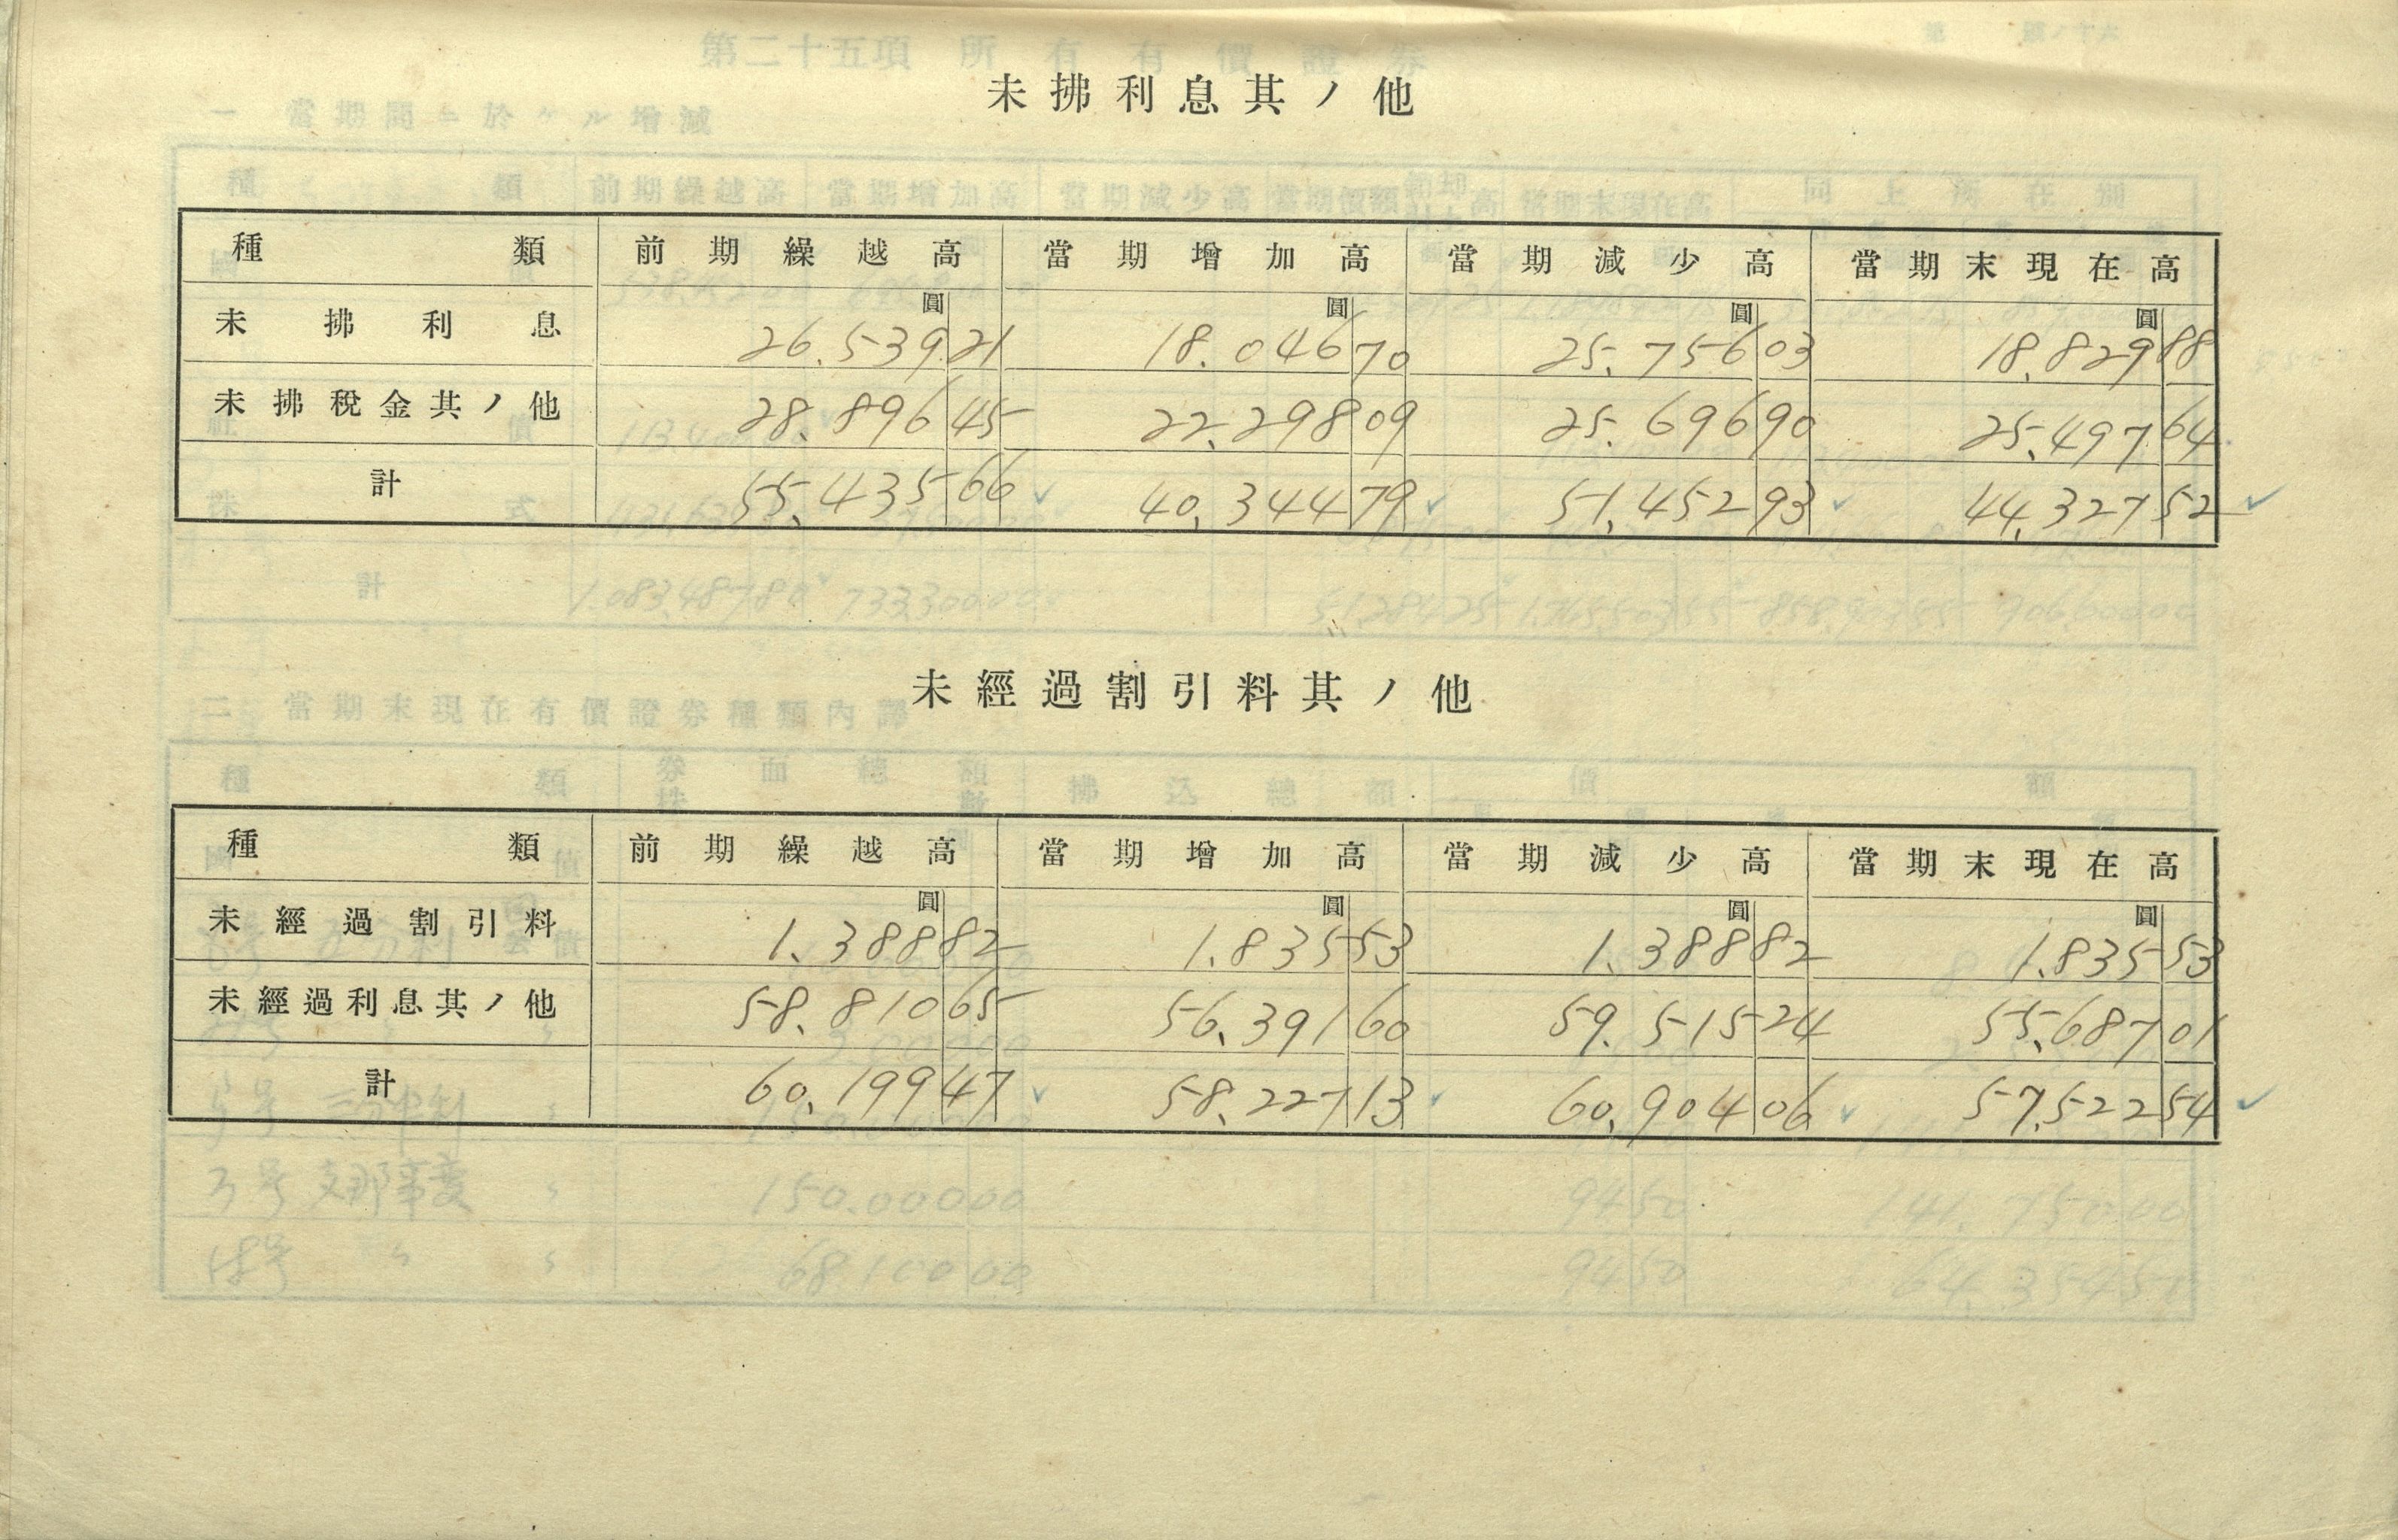 未拂利息其ノ他
種類 前期繰越高 當期增加高 當期減少高 當期末現在高
圓 圓 圓 圓
未拂利息 26.539 21 18.046 70 25.756 03 18.829 88
未拂稅金其ノ他 28.896 45 22.298 09 25.696 90 25.497 64
計 55.435 66 40.344 79 51.452 93 44.327 52
未經過割引料其ノ他
種類 前期繰越高 當期增加高 當期減少高 當期末現在高
圓 圓 圓 圓
未經過割引料 1.388 82 1.835 53 1.388 82 1.835 53
未經過利息其ノ他 58.810 65 56.391 60 59.515 24 55.687 01
計 60.199 47 58.227 13 60.904 06 57.522 54